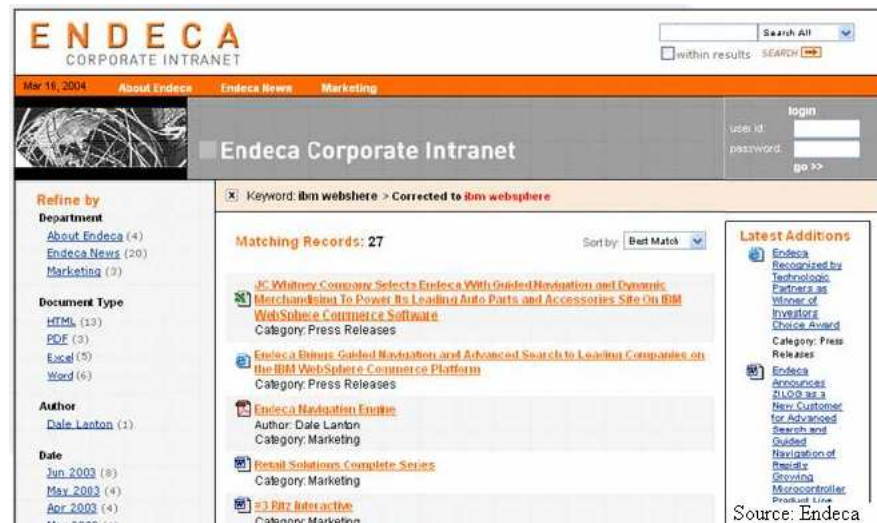 ENDECA
CORPORATE INTRANET
Search All
within results SEARCH
Mar 16, 2004 About Endeca Endeca News Marketing
Endeca Corporate Intranet
login
user id:
password:
go >>
Refine by
Department
About Endeca (4)
Endeca News (20)
Marketing (3)
Document Type
HTML (13)
PDF (3)
Excel (5)
Word (6)
Author
Dale Lanton (1)
Date
Jun 2003 (8)
May 2003 (4)
Apr 2003 (4)
x Keyword: ibm webshere > Corrected to ibm websphere
Matching Records: 27
Sort by: Best Match
JC Whitney Company Selects Endeca With Guided Navigation and Dynamic
Merchandising To Power Its Leading Auto Parts and Accessories Site On IBM
WebSphere Commerce Software
Category: Press Releases
Endeca Brings Guided Navigation and Advanced Search to Leading Companies on
the IBM WebSphere Commerce Platform
Category: Press Releases
Endeca Navigation Engine
Author: Dale Lanton
Category: Marketing
Retail Solutions Complete Series
Category: Marketing
#3 Ritz Interactive
Category: Marketing
Latest Additions
Endeca
Recognized by
Technologic
Partners as
Winner of
Investors
Choice Award
Category: Press
Releases
Endeca
Announces
ZILOG as a
New Customer
for Advanced
Search and
Guided
Navigation of
Rapidly
Growing
Microcontroller
Product Line
Source: Endeca